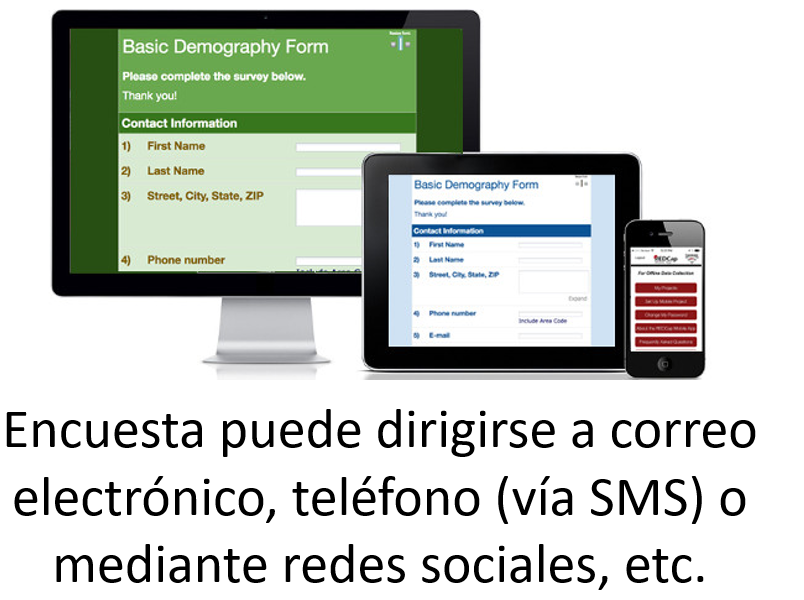 Basic Demography Form
Please complete the survey below.
Thank you!
Contact Information
1) First Name
2) Last Name
3) Street, City, State, ZIP
4) Phone number
Basic Demography Form
Please complete the survey below.
Thank you!
Contact Information
1) First Name
2) Last Name
3) Street, City, State, ZIP
Expand
4) Phone number
Include Area Code
5) E-mail
REDCap
For Offline Data Collection
My Projects
Set Up Mobile Project
Change My Password
About the REDCap Mobile App
Frequently Asked Questions
Encuesta puede dirigirse a correo
electrónico, teléfono (vía SMS) o
mediante redes sociales, etc.